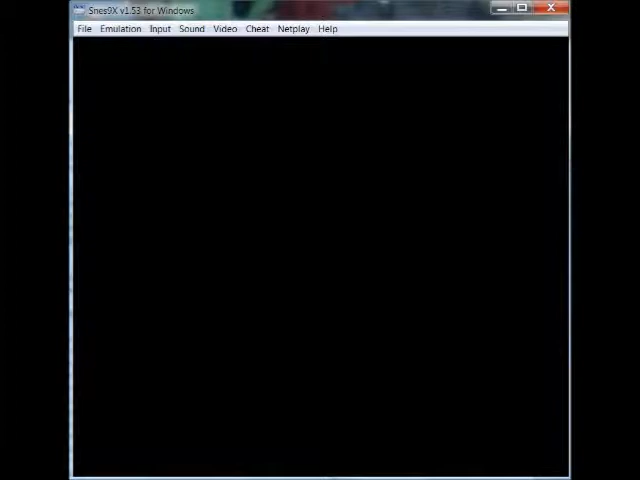 Snes9X v1.53 for Windows
File Emulation Input Sound Video Cheat Netplay Help